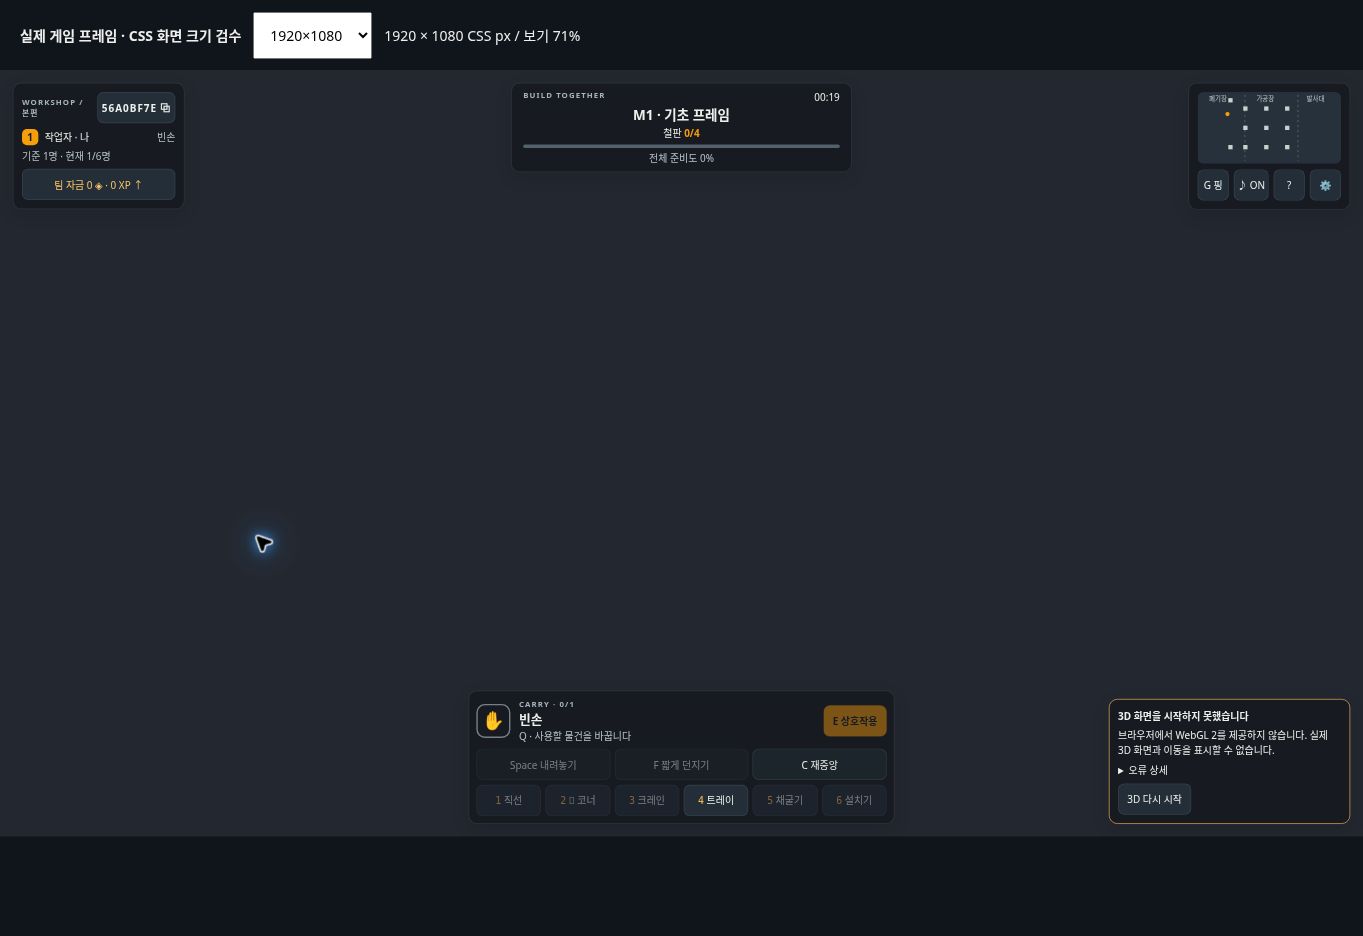 실제 게임 프레임 · CSS 화면 크기 검수 1920×1080 1920 × 1080 CSS px / 보기 71%
WORKSHOP /
본편
56A0BF7E
1 작업자 · 나 빈손
기준 1명 · 현재 1/6명
팀 자금 0 ◈ · 0 XP ↑
BUILD TOGETHER 00:19
M1 · 기초 프레임
철판 0/4
전체 준비도 0%
폐기장 가공장 발사대
G 핑 ♪ ON ? ⚙️
CARRY · 0/1
빈손
Q · 사용할 물건을 바꿉니다
E 상호작용
Space 내려놓기 F 짧게 던지기 C 재중앙
1 직선 2 코너 3 크레인 4 트레이 5 채굴기 6 설치기
3D 화면을 시작하지 못했습니다
브라우저에서 WebGL 2를 제공하지 않습니다. 실제
3D 화면과 이동을 표시할 수 없습니다.
▶ 오류 상세
3D 다시 시작